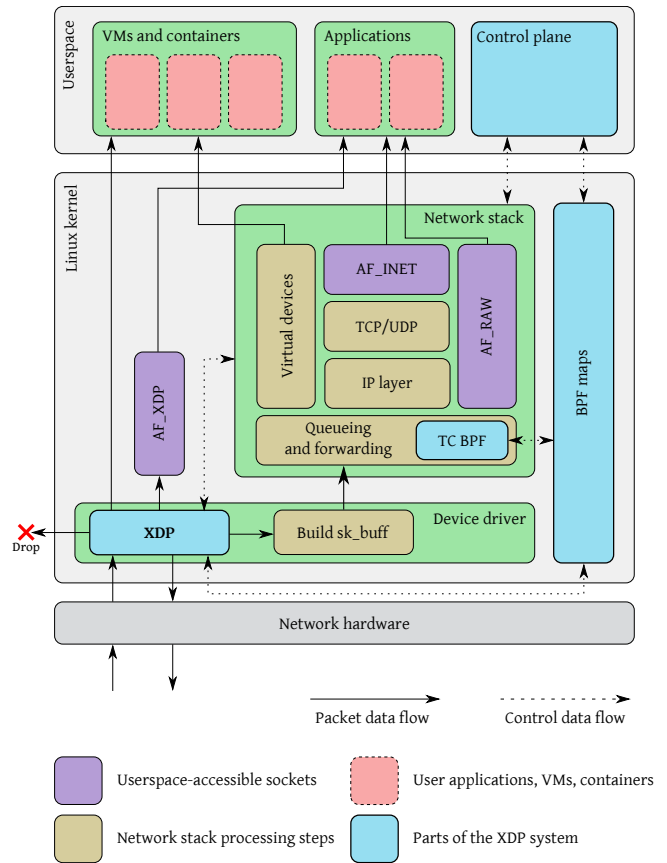 VMs and containers
Applications
Control plane
Userspace
Linux kernel
Network stack
Virtual devices
AF_INET
TCP/UDP
IP layer
AF_RAW
AF_XDP
BPF maps
Queueing
and forwarding
TC BPF
Device driver
XDP
Build sk_buff
Drop
Network hardware
Packet data flow
Control data flow
Userspace-accessible sockets
User applications, VMs, containers
Network stack processing steps
Parts of the XDP system